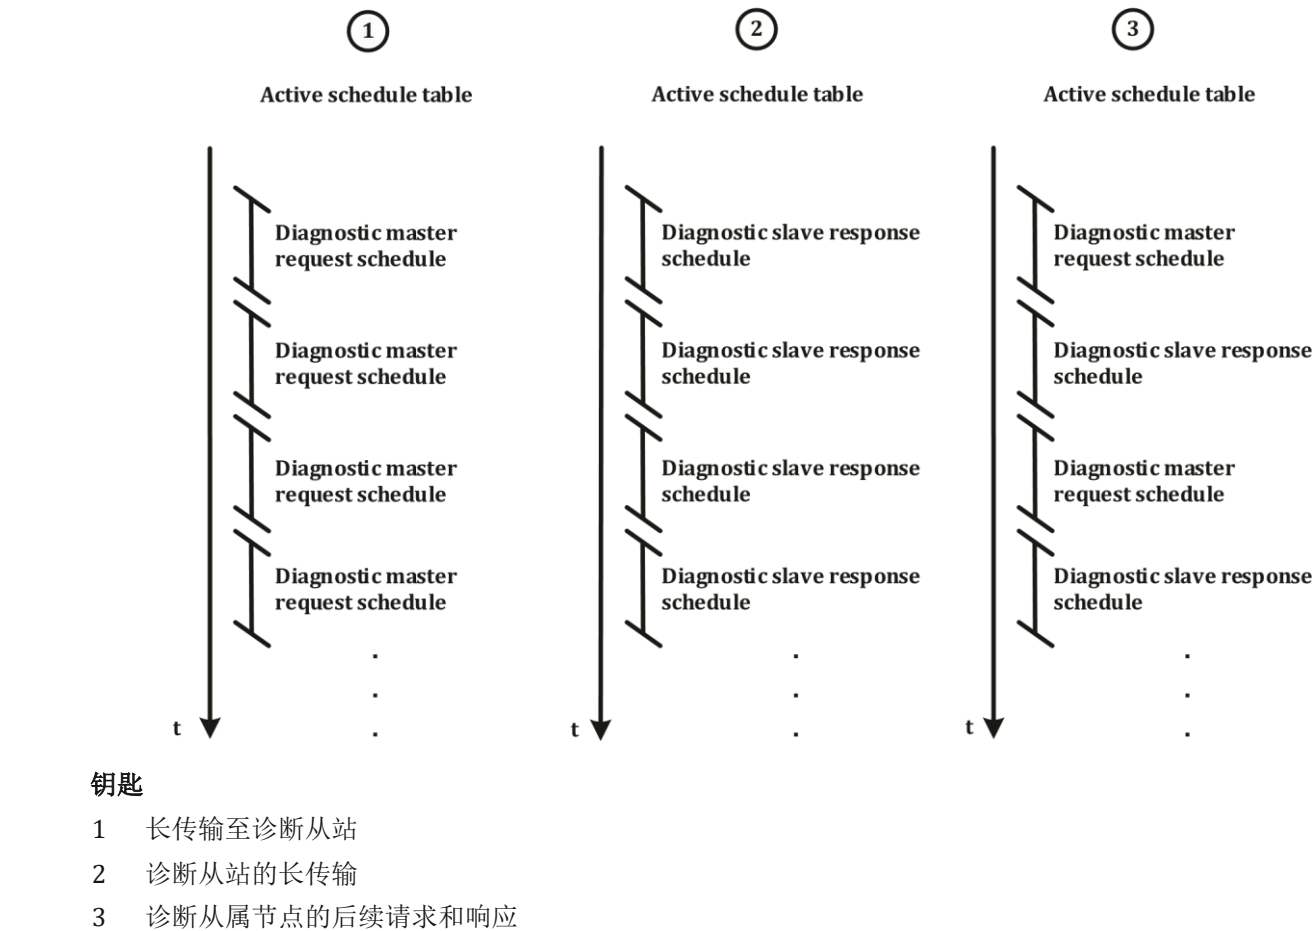 1
Active schedule table
Diagnostic master
request schedule
Diagnostic master
request schedule
Diagnostic master
request schedule
Diagnostic master
request schedule
.
.
.
t
2
Active schedule table
Diagnostic slave response
schedule
Diagnostic slave response
schedule
Diagnostic slave response
schedule
Diagnostic slave response
schedule
.
.
.
t
3
Active schedule table
Diagnostic master
request schedule
Diagnostic slave response
schedule
Diagnostic master
request schedule
Diagnostic slave response
schedule
.
.
.
t
钥匙
1 长传输至诊断从站
2 诊断从站的长传输
3 诊断从属节点的后续请求和响应